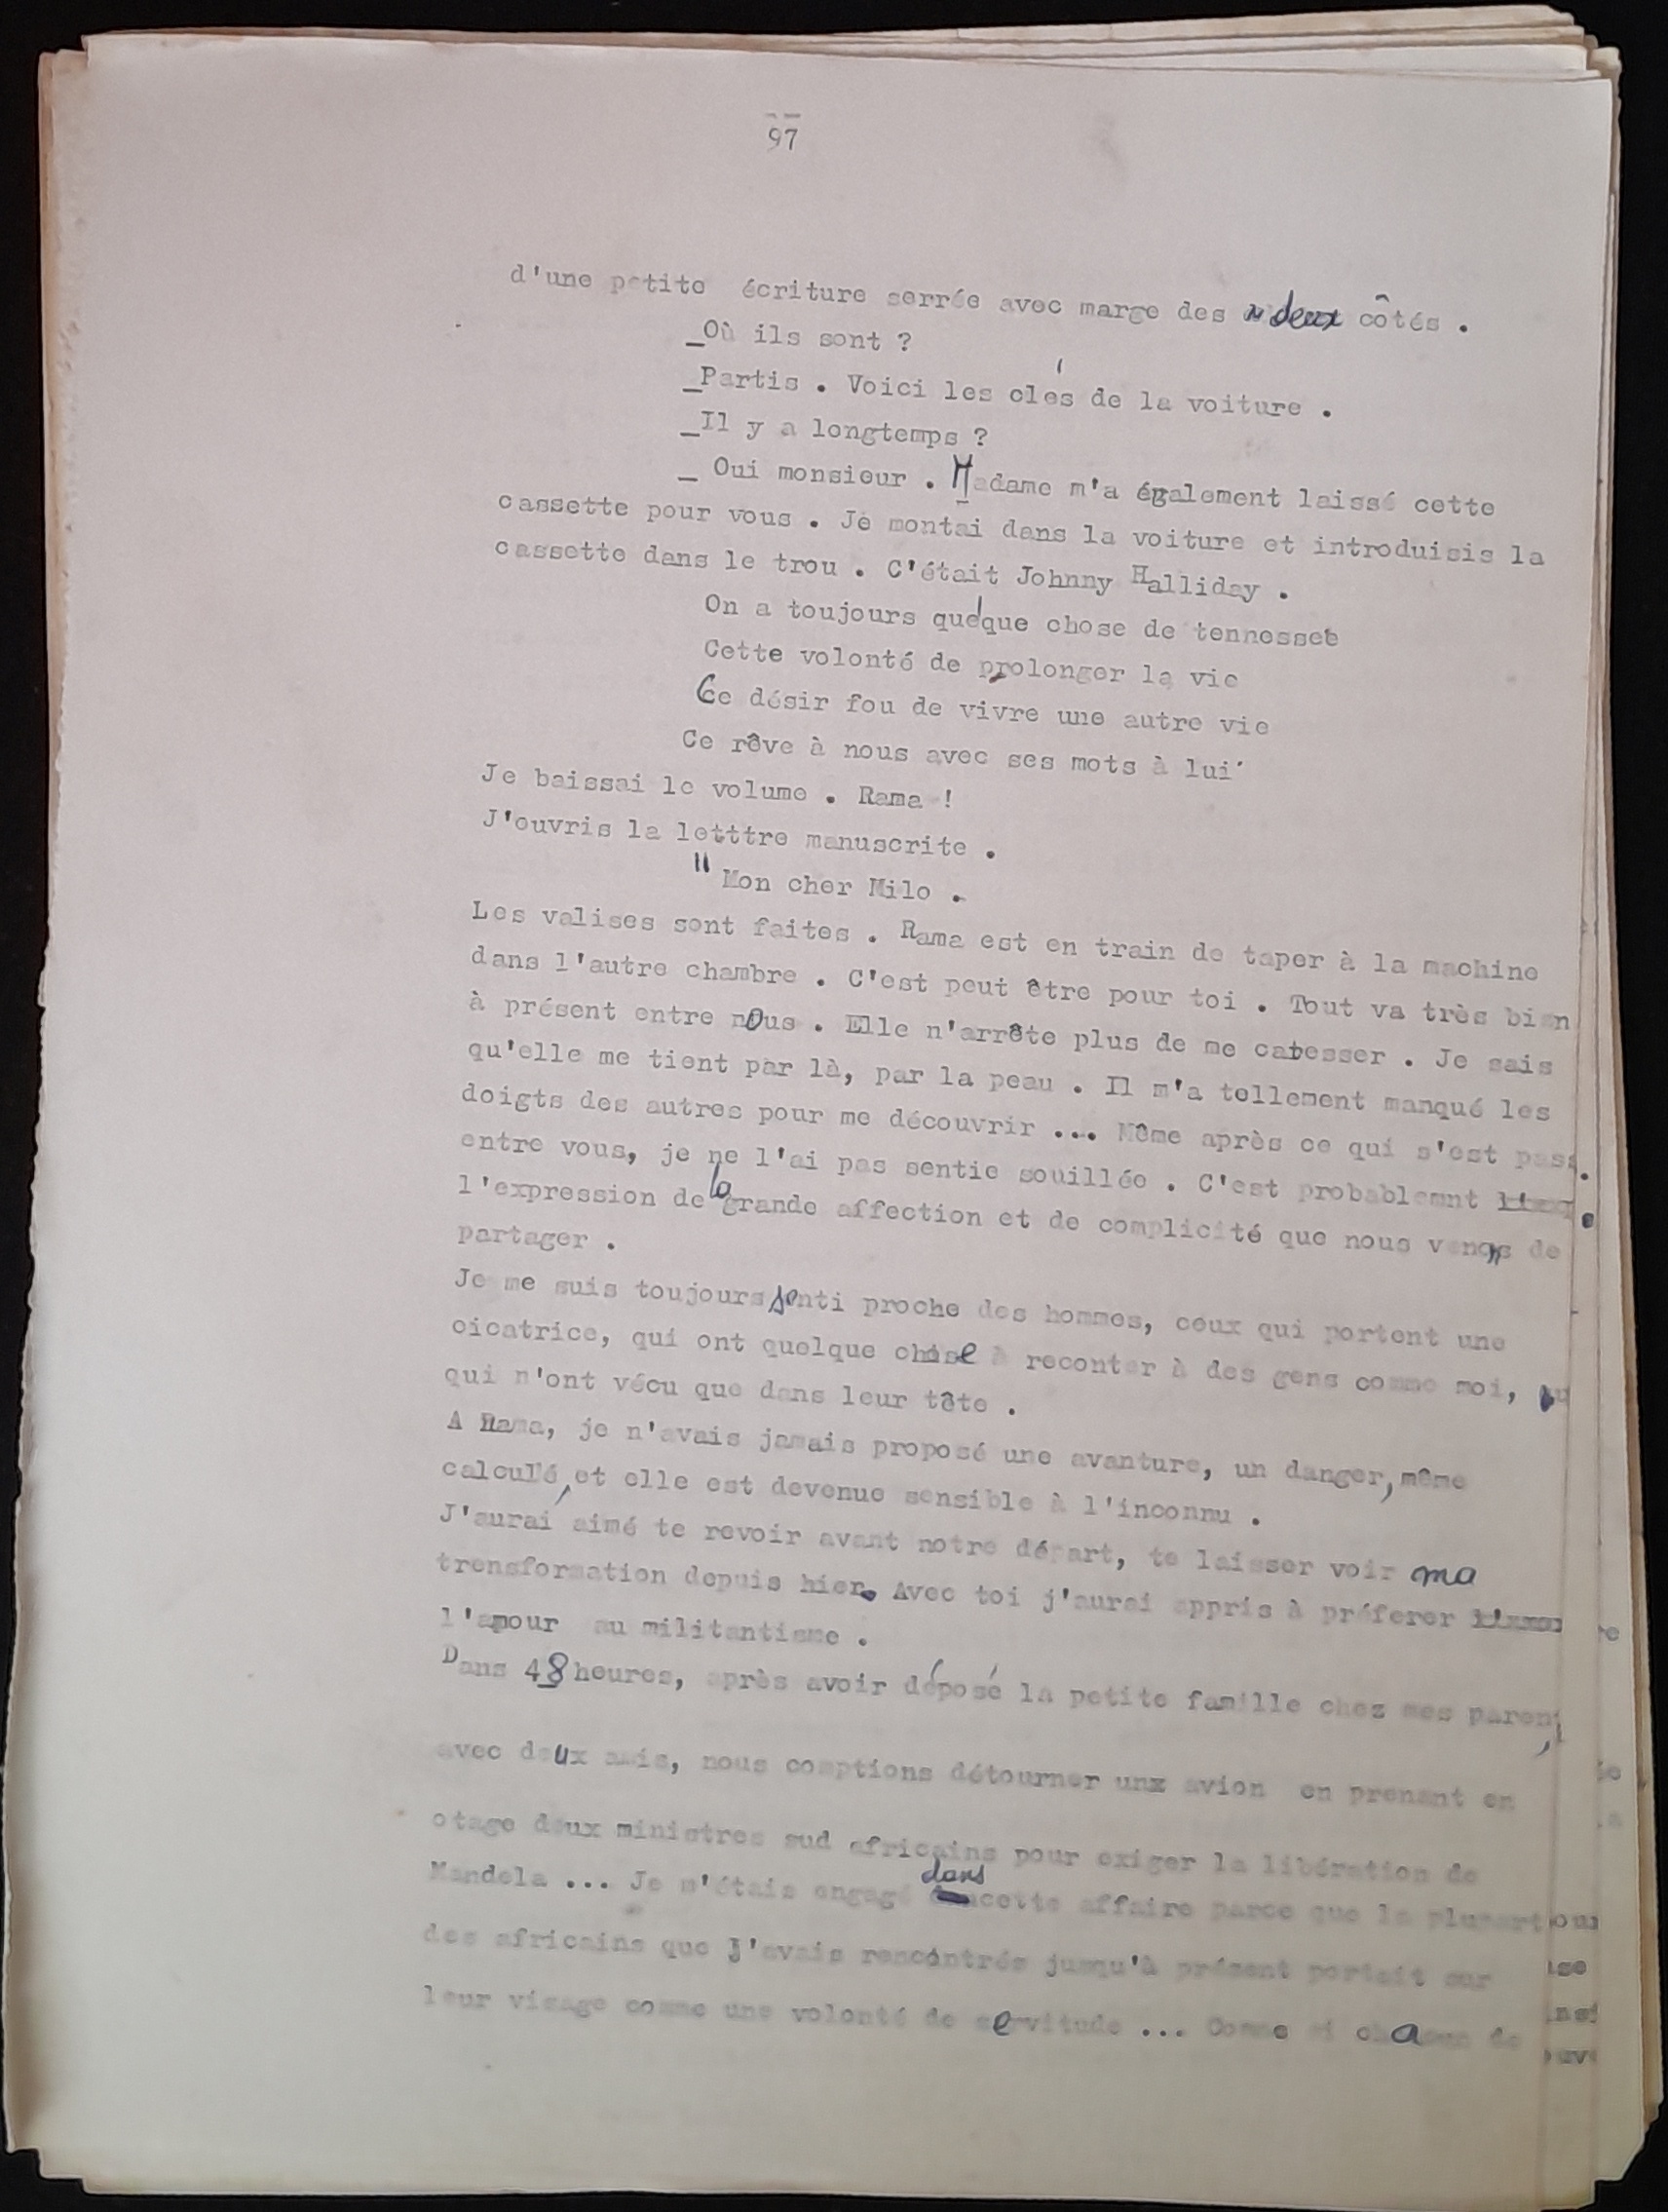 97
d'une petite écriture serrée avec marge des deux côtés .
_Où ils sont ?
_Partis . Voici les clés de la voiture .
_Il y a longtemps ?
_ Oui monsieur . Madame m'a également laissé cette
cassette pour vous . Je montai dans la voiture et introduisis la
cassette dans le trou . C'était Johnny Halliday .
On a toujours quelque chose de tennessee
Cette volonté de prolonger la vie
Ce désir fou de vivre une autre vie
Ce rêve à nous avec ses mots à lui
Je baissai le volume . Rama !
J'ouvris la letttre manuscrite .
" Mon cher Milo .
Les valises sont faites . Rama est en train de taper à la machine
dans l'autre chambre . C'est peut être pour toi . Tout va très bien
à présent entre nous . Elle n'arrête plus de me caresser . Je sais
qu'elle me tient par là, par la peau . Il m'a tellement manqué les
doigts des autres pour me découvrir ... Même après ce qui s'est pass
entre vous, je ne l'ai pas sentie souillée . C'est probablemnt
l'expression de la grande affection et de complicité que nous venons de
partager .
Je me suis toujours senti proche des hommes, ceux qui portent une
cicatrice, qui ont quelque chose à raconter à des gens comme moi,
qui n'ont vécu que dans leur tête .
A Rama, je n'avais jamais proposé une avanture, un danger, même
calculé, et elle est devenue sensible à l'inconnu .
J'aurai aimé te revoir avant notre départ, te laisser voir ma
transformation depuis hier. Avec toi j'aurai appris à préferer
l'amour au militantisme .
Dans 48 heures, après avoir déposé la petite famille chez mes paren
avec deux amis, nous comptions détourner unx avion en prenant en
otage deux ministres sud africains pour exiger la libération de
Mandela ... Je m'étais engagé dans cette affaire parce que la plupart
des africains que j'avais rencontrés jusqu'à présent portait sur
leur visage comme une volonté de servitude ... Comme si chacun de